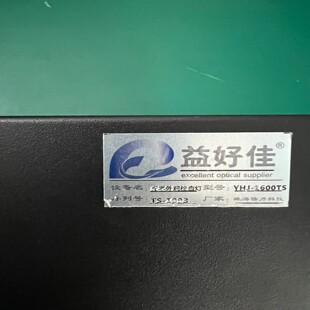 益好佳®
excellent optical supplier
设备名 型号: YHJ-1600TS
序列号 TS-1003 厂家: